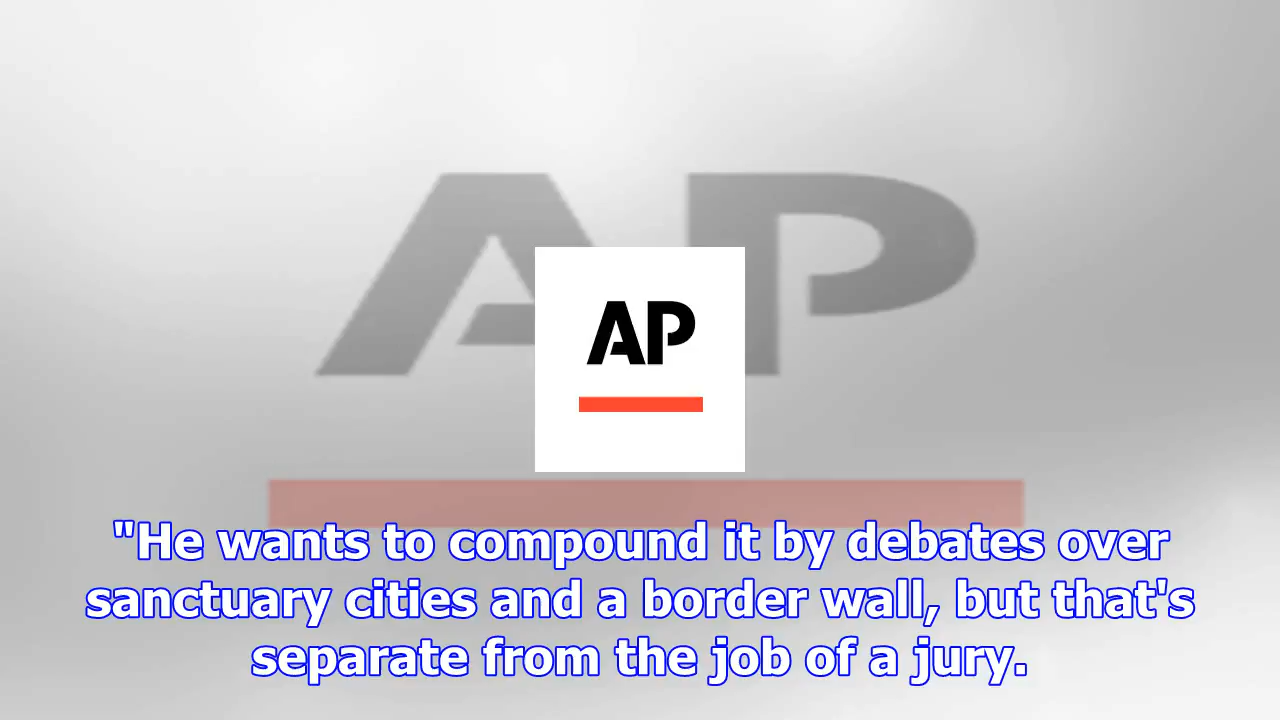 AP
AP
"He wants to compound it by debates over
sanctuary cities and a border wall, but that's
separate from the job of a jury.